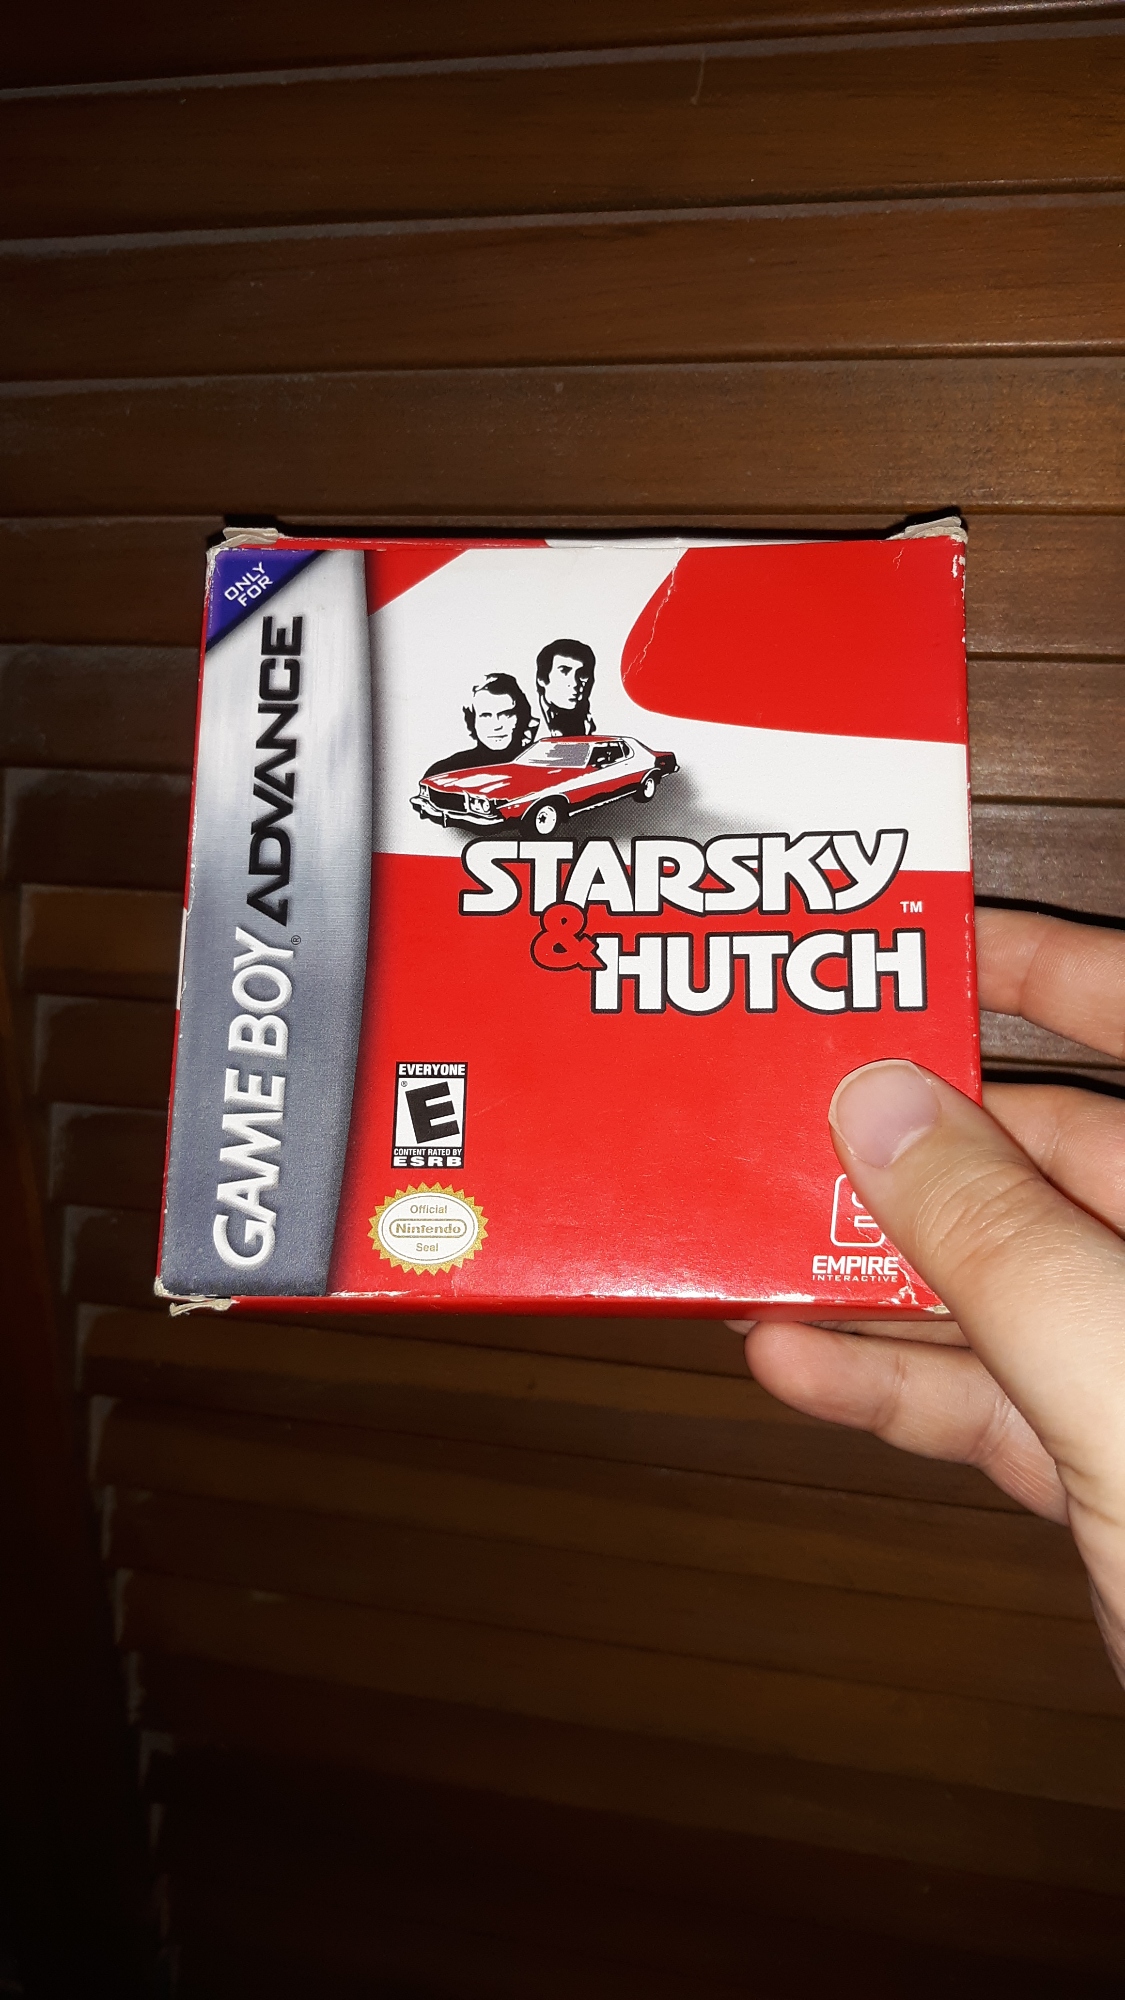 ONLY
FOR
GAME BOY ADVANCE
®
STARSKY
& HUTCH
™
EVERYONE
®
E
CONTENT RATED BY
ESRB
Official
Nintendo
Seal
EMPIRE
INTERACTIVE